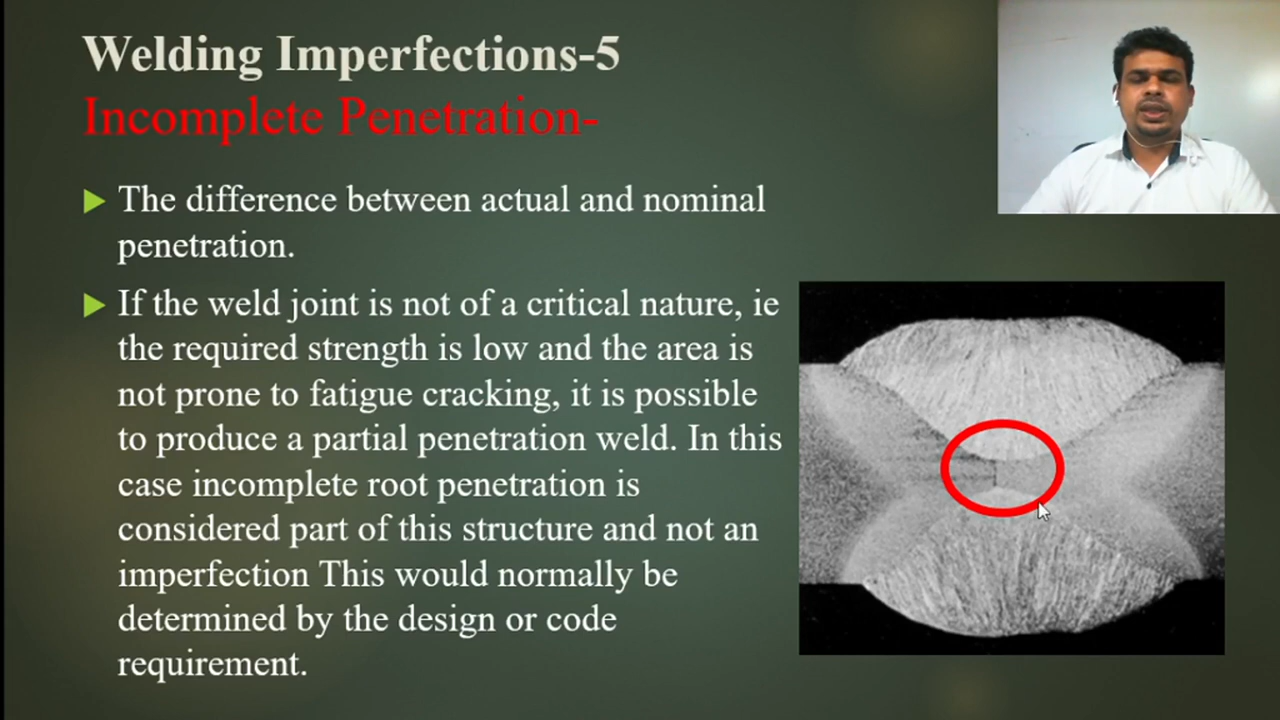 Welding Imperfections-5
Incomplete Penetration-
The difference between actual and nominal
penetration.
If the weld joint is not of a critical nature, ie
the required strength is low and the area is
not prone to fatigue cracking, it is possible
to produce a partial penetration weld. In this
case incomplete root penetration is
considered part of this structure and not an
imperfection This would normally be
determined by the design or code
requirement.